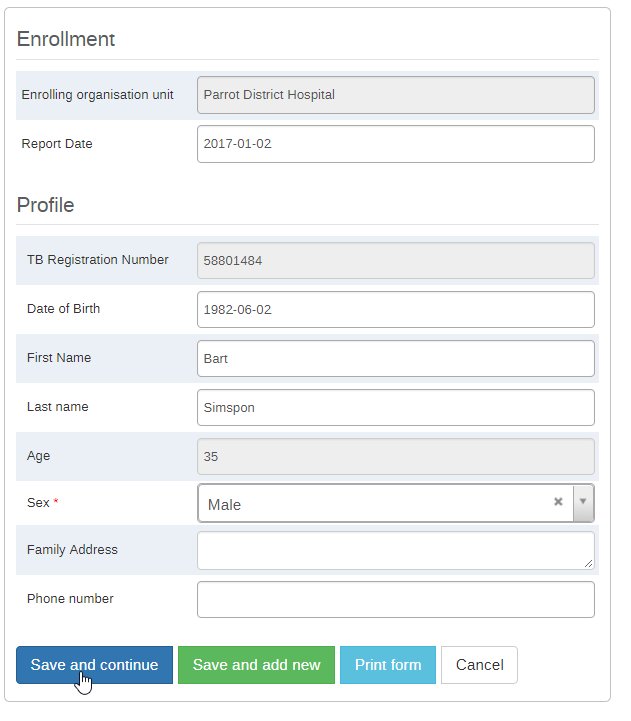 Enrollment
Enrolling organisation unit Parrot District Hospital
Report Date 2017-01-02
Profile
TB Registration Number 58801484
Date of Birth 1982-06-02
First Name Bart
Last name Simspon
Age 35
Sex * Male
Family Address
Phone number
Save and continue Save and add new Print form Cancel